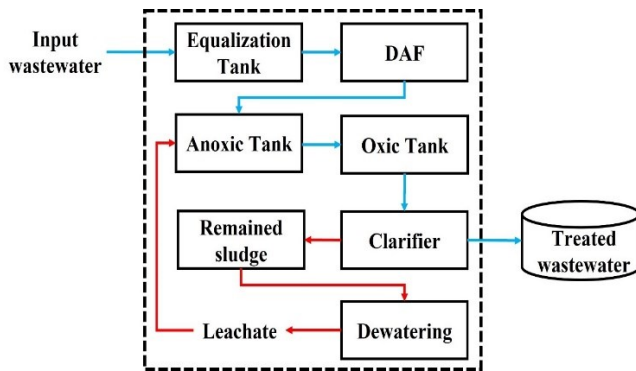 Input
wastewater
Equalization
Tank
DAF
Anoxic Tank
Oxic Tank
Remained
sludge
Clarifier
Treated
wastewater
Leachate
Dewatering